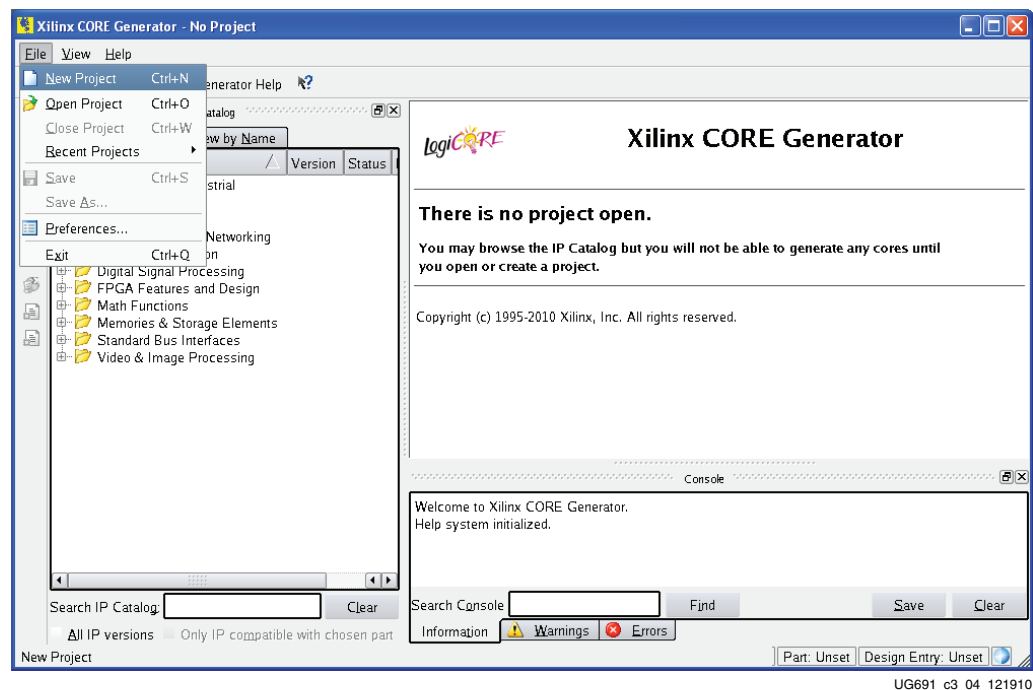 Xilinx CORE Generator - No Project
File View Help
New Project Ctrl+N
enerator Help
Open Project Ctrl+O
atalog
Close Project Ctrl+W
ew by Name
Recent Projects
Version Status
Save Ctrl+S
strial
Save As...
Preferences...
Networking
Exit Ctrl+Q
on
Digital Signal Processing
FPGA Features and Design
Math Functions
Memories & Storage Elements
Standard Bus Interfaces
Video & Image Processing
Search IP Catalog: Clear
All IP versions Only IP compatible with chosen part
LogiCORE
Xilinx CORE Generator
There is no project open.
You may browse the IP Catalog but you will not be able to generate any cores until
you open or create a project.
Copyright (c) 1995-2010 Xilinx, Inc. All rights reserved.
Console
Welcome to Xilinx CORE Generator.
Help system initialized.
Search Console Find Save Clear
Information Warnings Errors
New Project
Part: Unset Design Entry: Unset
UG691_c3_04_121910